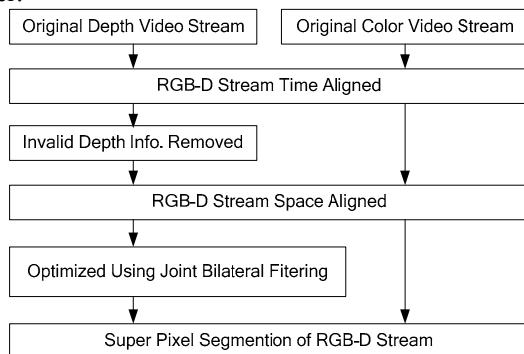 Original Depth Video Stream
Original Color Video Stream
RGB-D Stream Time Aligned
Invalid Depth Info. Removed
RGB-D Stream Space Aligned
Optimized Using Joint Bilateral Fitering
Super Pixel Segmention of RGB-D Stream